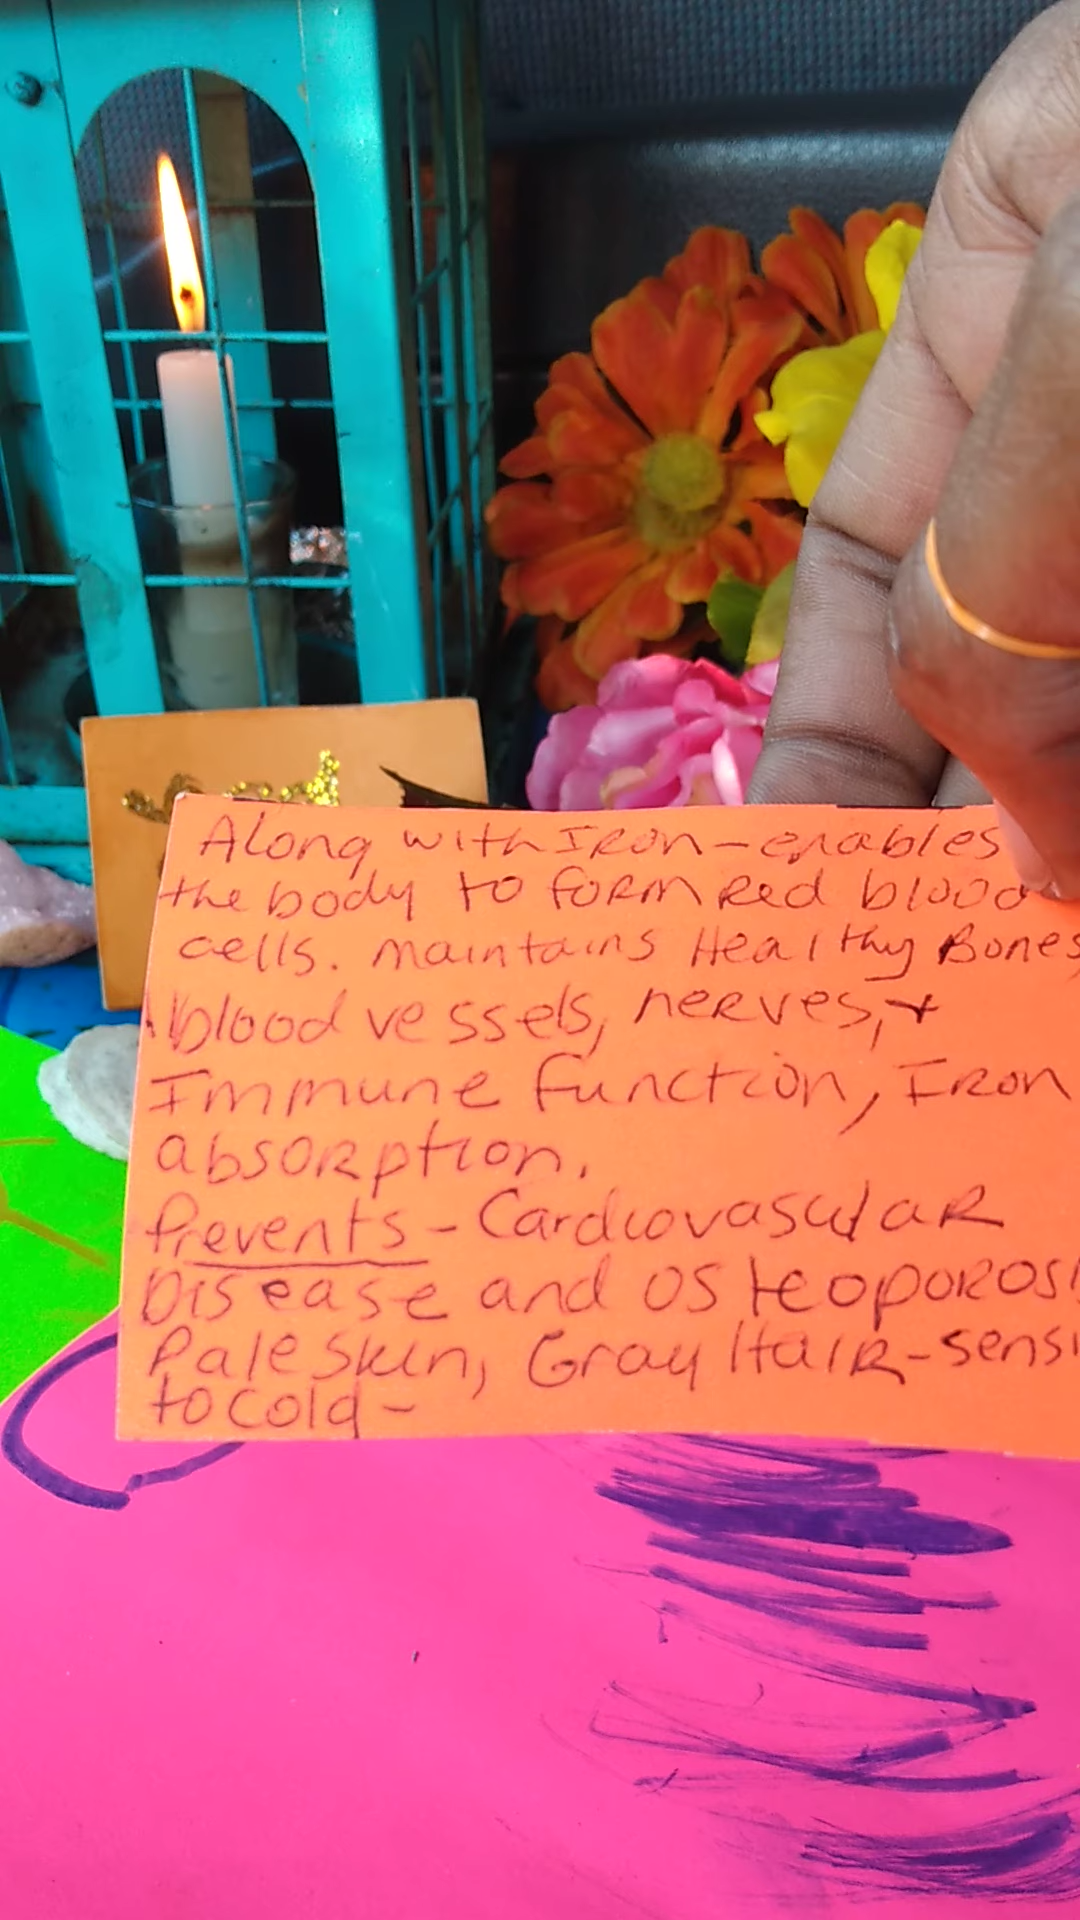 Along with Iron - enables
the body to form Red blood
cells. maintains Healthy Bones,
blood vessels, nerves, +
Immune function, Iron
absorption.
Prevents - Cardiovascular
Disease and osteoporosi
Pale skin, Gray Hair - sensi
to cold -